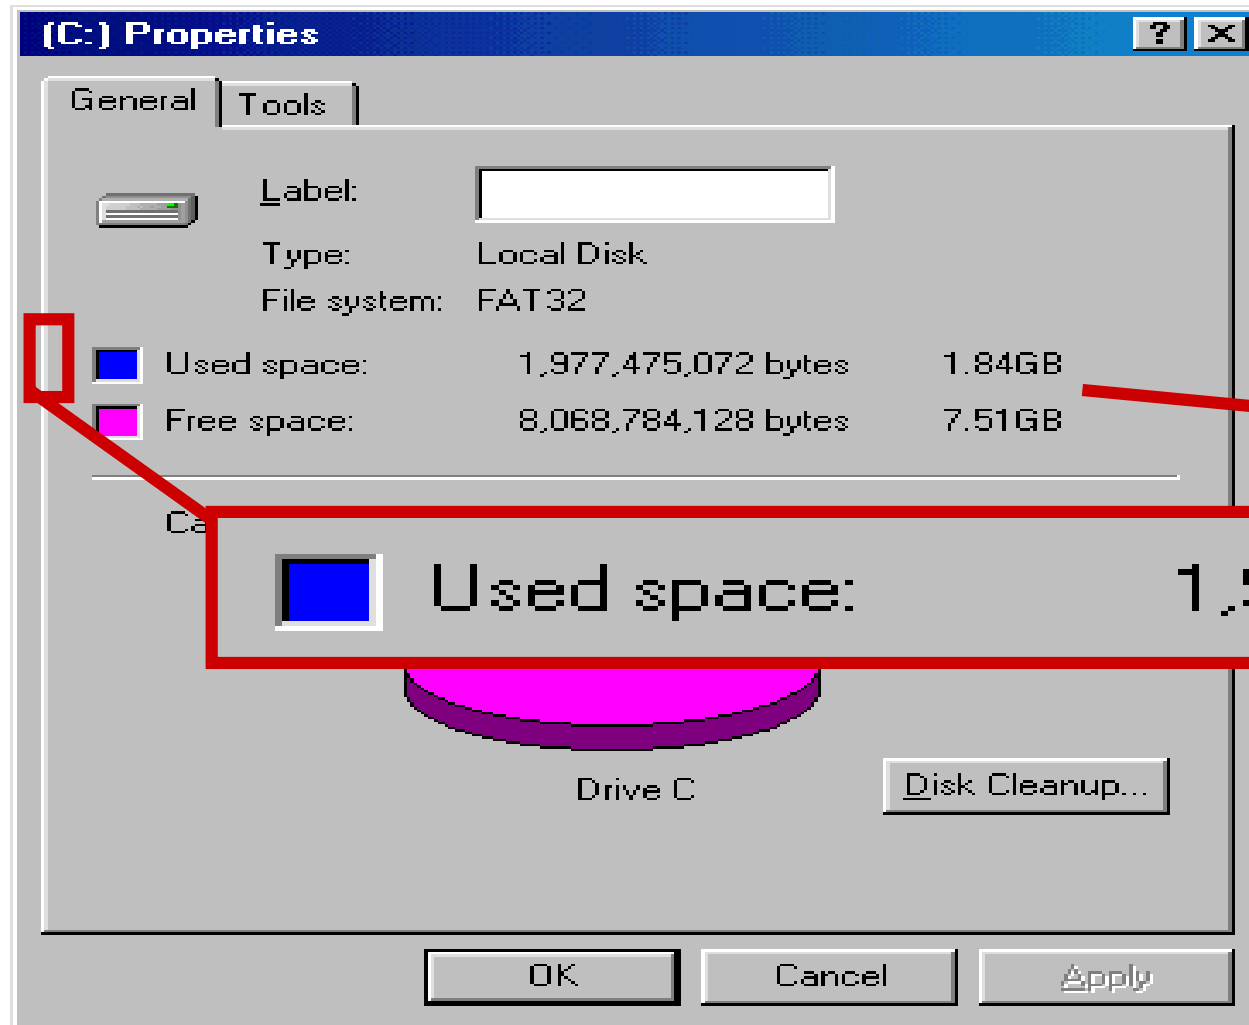 (C:) Properties
General Tools
Label:
Type: Local Disk
File system: FAT32
Used space: 1,977,475,072 bytes 1.84GB
Free space: 8,068,784,128 bytes 7.51GB
Used space:
Drive C Disk Cleanup...
OK Cancel Apply